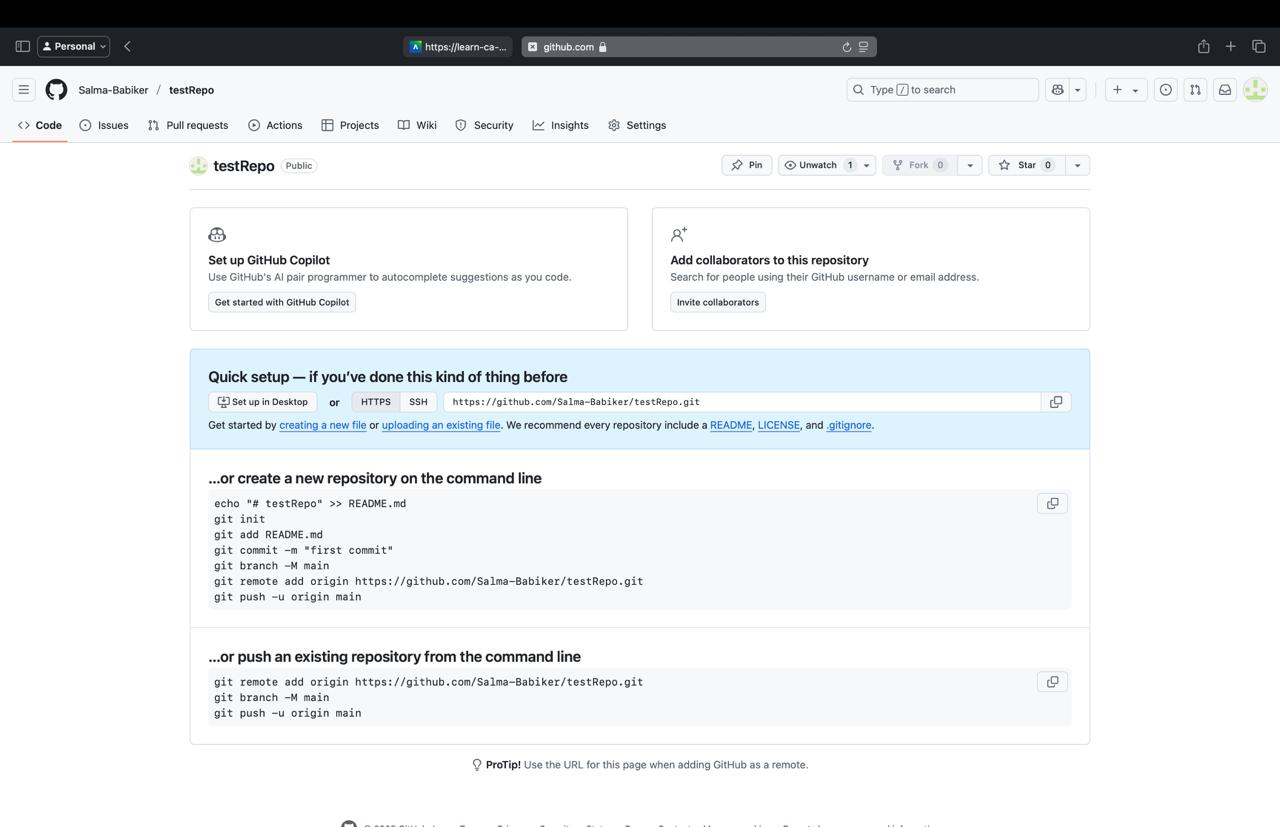 Personal
https://learn-ca-...
github.com
Salma-Babiker / testRepo
Type / to search
Code
Issues
Pull requests
Actions
Projects
Wiki
Security
Insights
Settings
testRepo Public
Pin
Unwatch 1
Fork 0
Star 0
Set up GitHub Copilot
Use GitHub's AI pair programmer to autocomplete suggestions as you code.
Get started with GitHub Copilot
Add collaborators to this repository
Search for people using their GitHub username or email address.
Invite collaborators
Quick setup — if you've done this kind of thing before
Set up in Desktop or HTTPS SSH https://github.com/Salma-Babiker/testRepo.git
Get started by creating a new file or uploading an existing file. We recommend every repository include a README, LICENSE, and .gitignore.
...or create a new repository on the command line
echo "# testRepo" >> README.md
git init
git add README.md
git commit -m "first commit"
git branch -M main
git remote add origin https://github.com/Salma-Babiker/testRepo.git
git push -u origin main
...or push an existing repository from the command line
git remote add origin https://github.com/Salma-Babiker/testRepo.git
git branch -M main
git push -u origin main
ProTip! Use the URL for this page when adding GitHub as a remote.